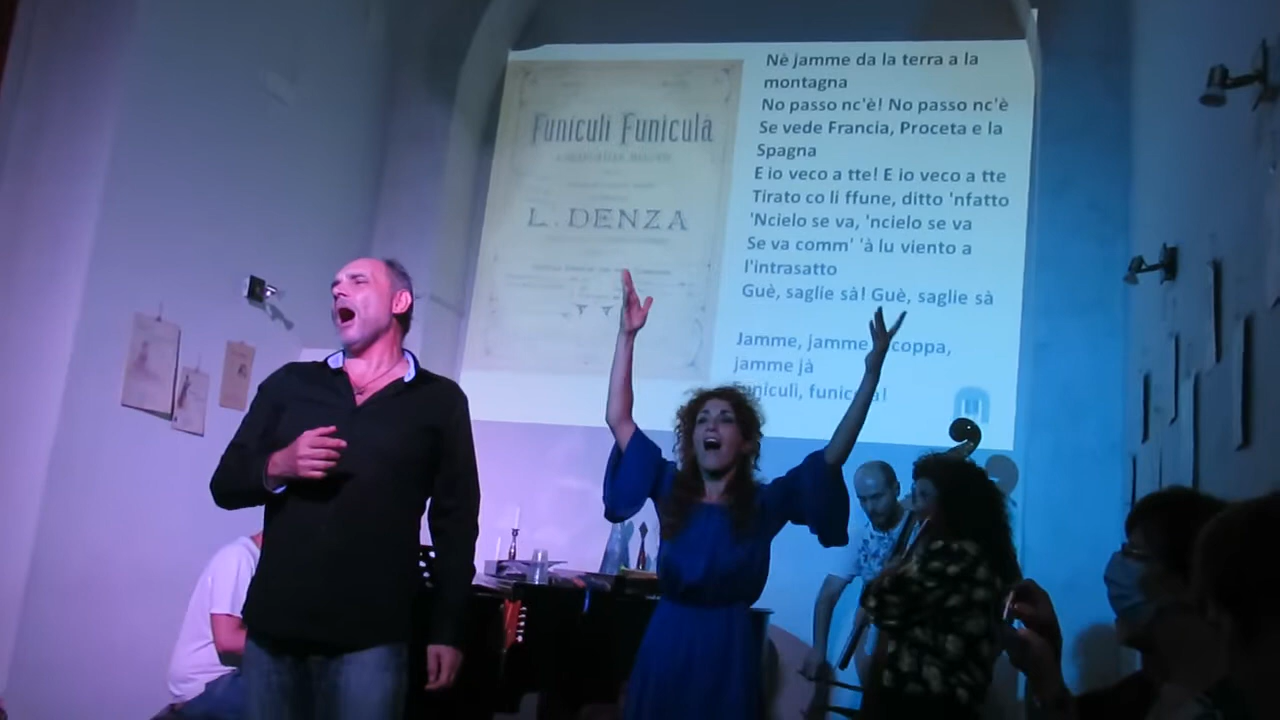 Funiculì Funiculà
L. DENZA
Nè jamme da la terra a la
montagna
No passo nc'è! No passo nc'è
Se vede Francia, Proceta e la
Spagna
E io veco a tte! E io veco a tte
Tirato co li ffune, ditto 'nfatto
'Ncielo se va, 'ncielo se va
Se va comm' 'à lu viento a
l'intrasatto
Guè, saglie sà! Guè, saglie sà
Jamme, jamme coppa,
jamme jà
Funiculì,